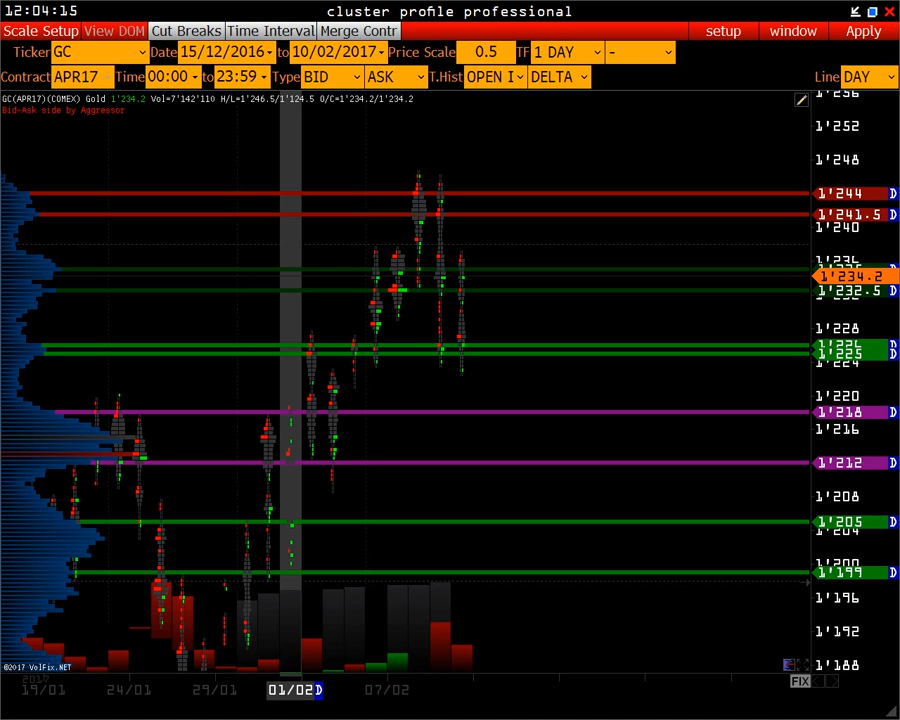 12:04:15 cluster profile professional
Scale Setup View DOM Cut Breaks Time Interval Merge Contr setup window Apply
Ticker GC Date 15/12/2016 to 10/02/2017 Price Scale 0.5 TF 1 DAY -
Contract APR17 Time 00:00 to 23:59 Type BID ASK T.Hist OPEN I DELTA Line DAY
GC(APR17)(COMEX) Gold 1'234.2 Vol=7'142'110 H/L=1'246.5/1'124.5 O/C=1'234.2/1'234.2
Bid-Ask side by Aggressor
1'256
1'252
1'248
1'244 D
1'241.5 D
1'240
D
1'234.2
1'232.5 D
1'228
D
1'225 D
1'224
1'220
1'218 D
1'216
1'212 D
1'208
1'205 D
1'204
1'200
1'199 D
1'196
1'192
1'188
©2017 VolFix.NET
FIX
2017
19/01 24/01 29/01 01/02 D 07/02